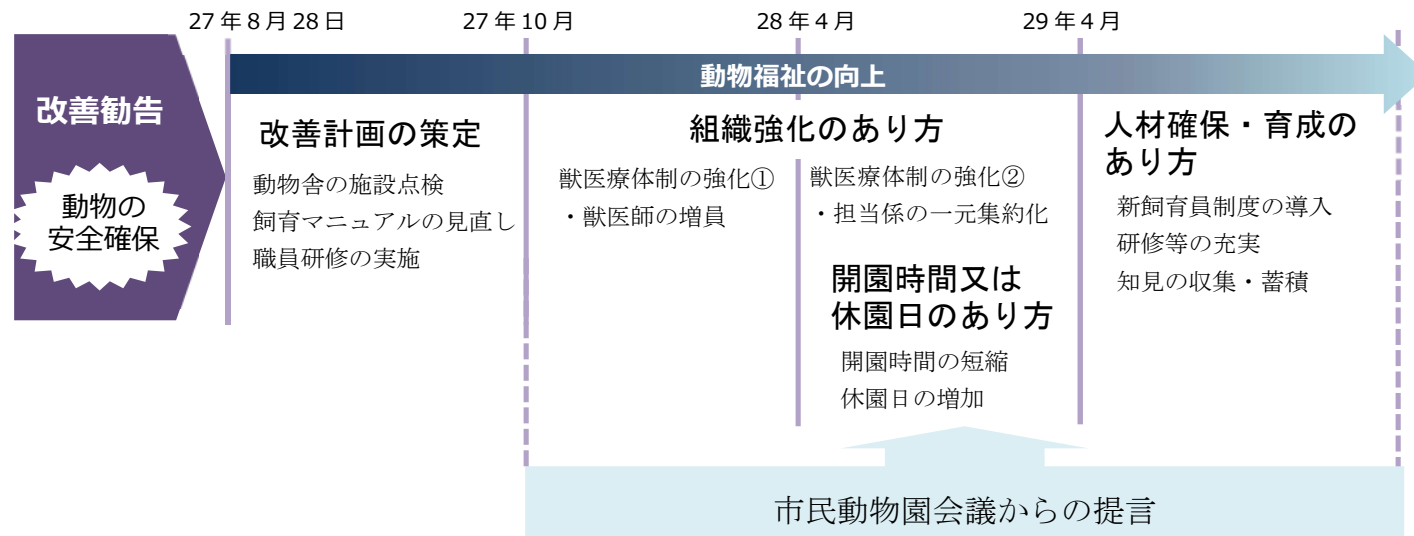 27年8月28日
27年10月
28年4月
29年4月
動物福祉の向上
改善勧告
動物の
安全確保
改善計画の策定
動物舎の施設点検
飼育マニュアルの見直し
職員研修の実施
組織強化のあり方
獣医療体制の強化①
・獣医師の増員
獣医療体制の強化②
・担当係の一元集約化
開園時間又は
休園日のあり方
開園時間の短縮
休園日の増加
人材確保・育成の
あり方
新飼育員制度の導入
研修等の充実
知見の収集・蓄積
市民動物園会議からの提言